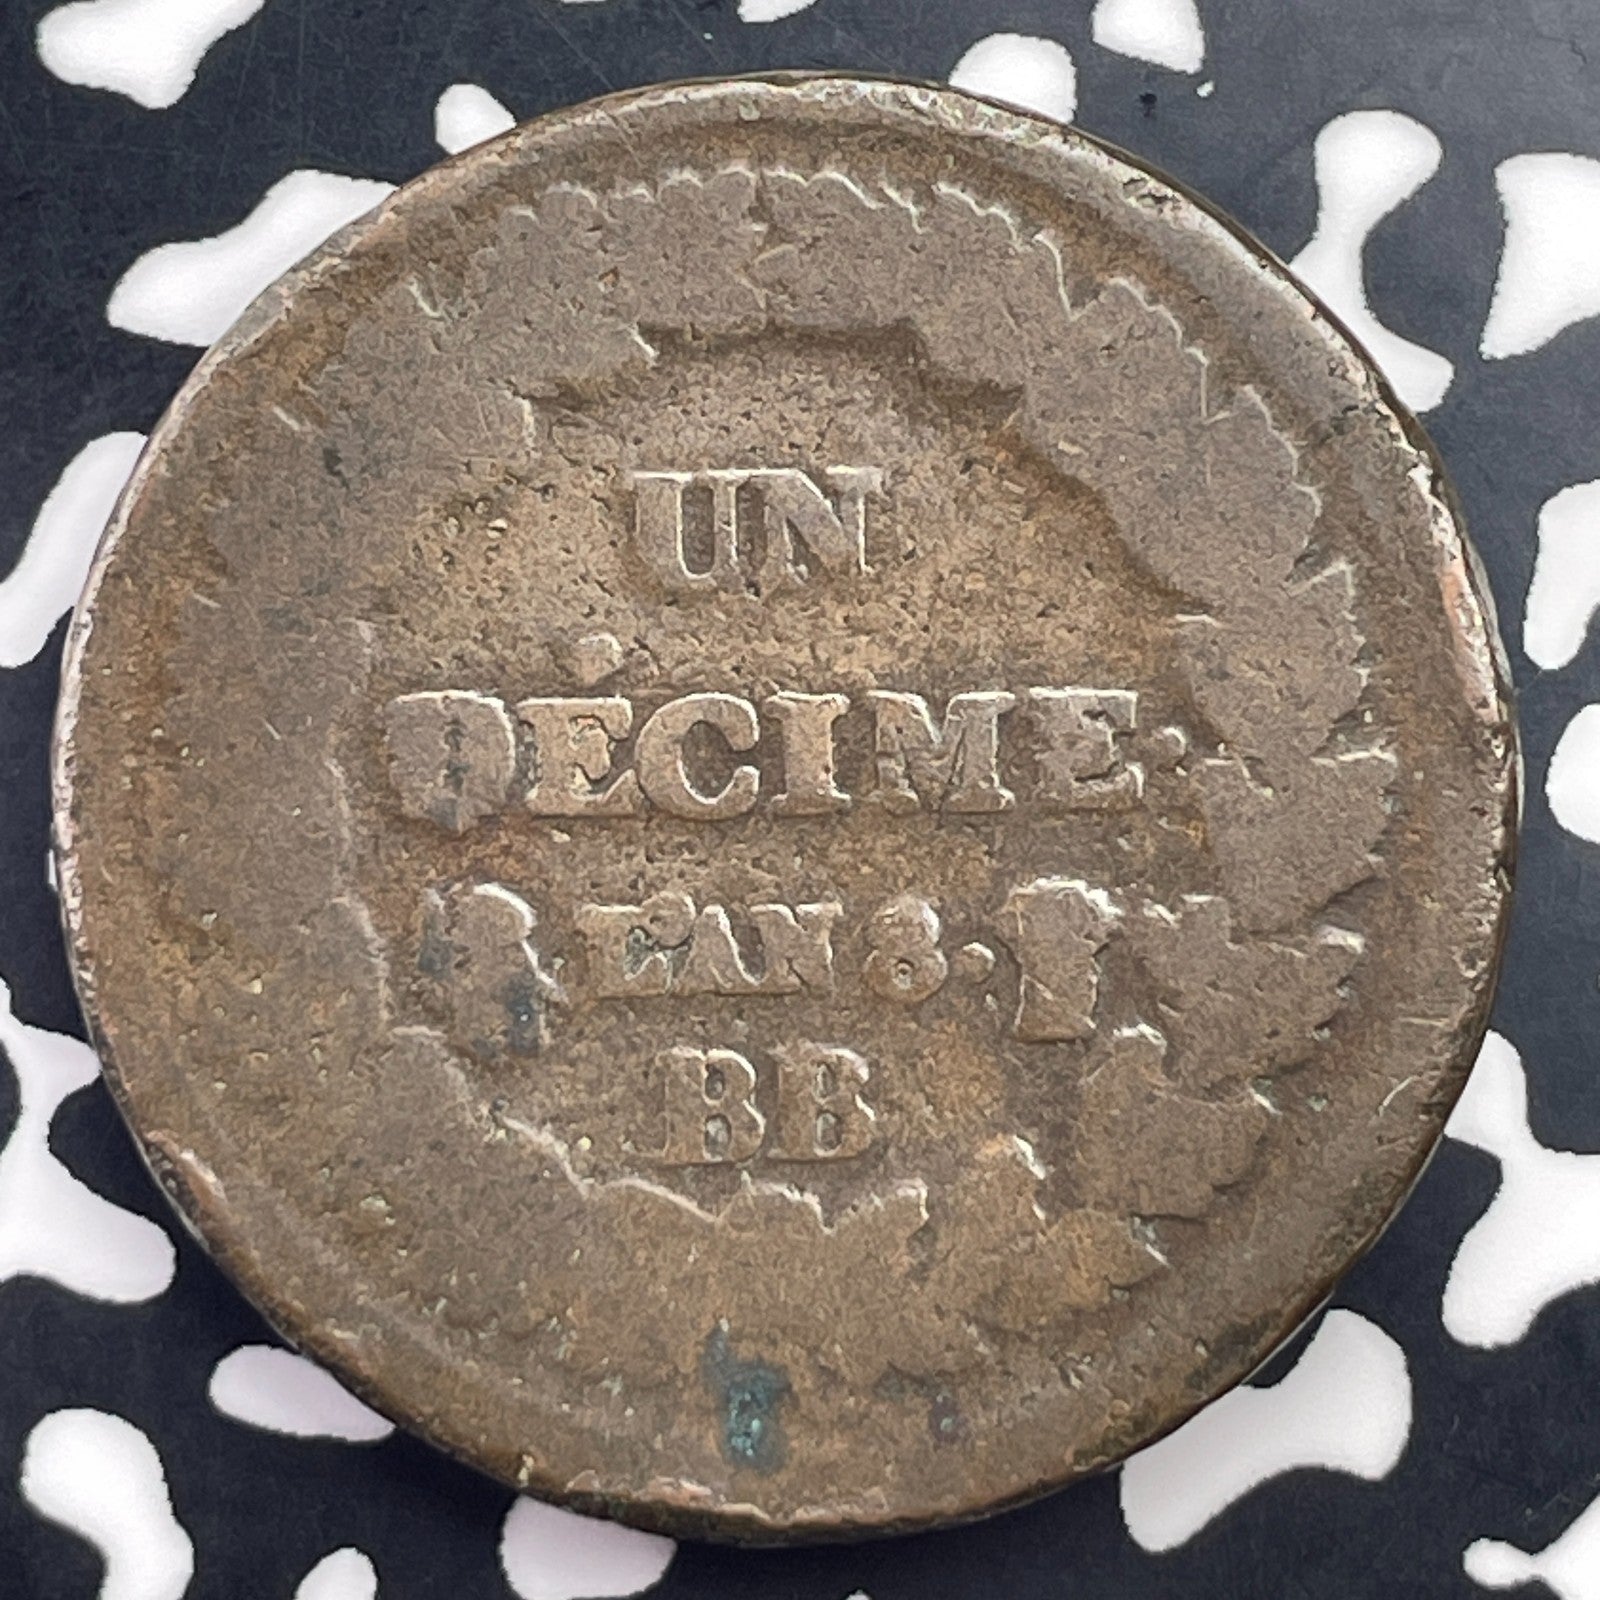 UN
DÉCIME.
L'AN 8.
BB